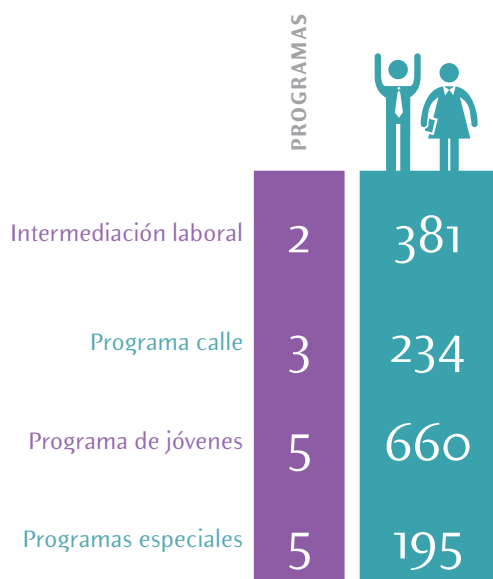 PROGRAMAS
Intermediación laboral 2 381
Programa calle 3 234
Programa de jóvenes 5 660
Programas especiales 5 195